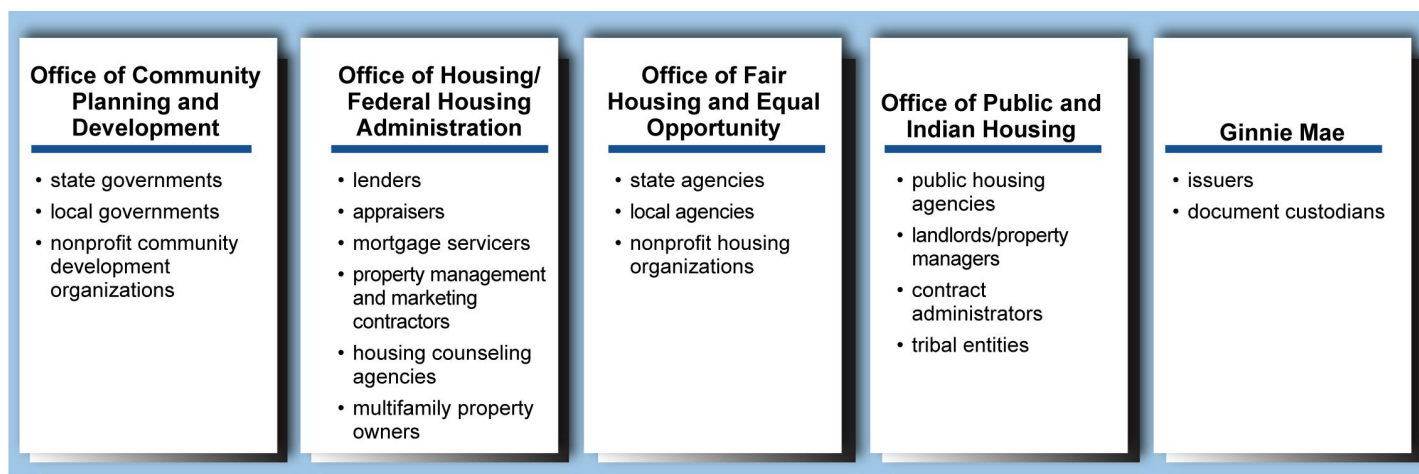 Office of Community
Planning and
Development
• state governments
• local governments
• nonprofit community
development
organizations
Office of Housing/
Federal Housing
Administration
• lenders
• appraisers
• mortgage servicers
• property management
and marketing
contractors
• housing counseling
agencies
• multifamily property
owners
Office of Fair
Housing and Equal
Opportunity
• state agencies
• local agencies
• nonprofit housing
organizations
Office of Public and
Indian Housing
• public housing
agencies
• landlords/property
managers
• contract
administrators
• tribal entities
Ginnie Mae
• issuers
• document custodians